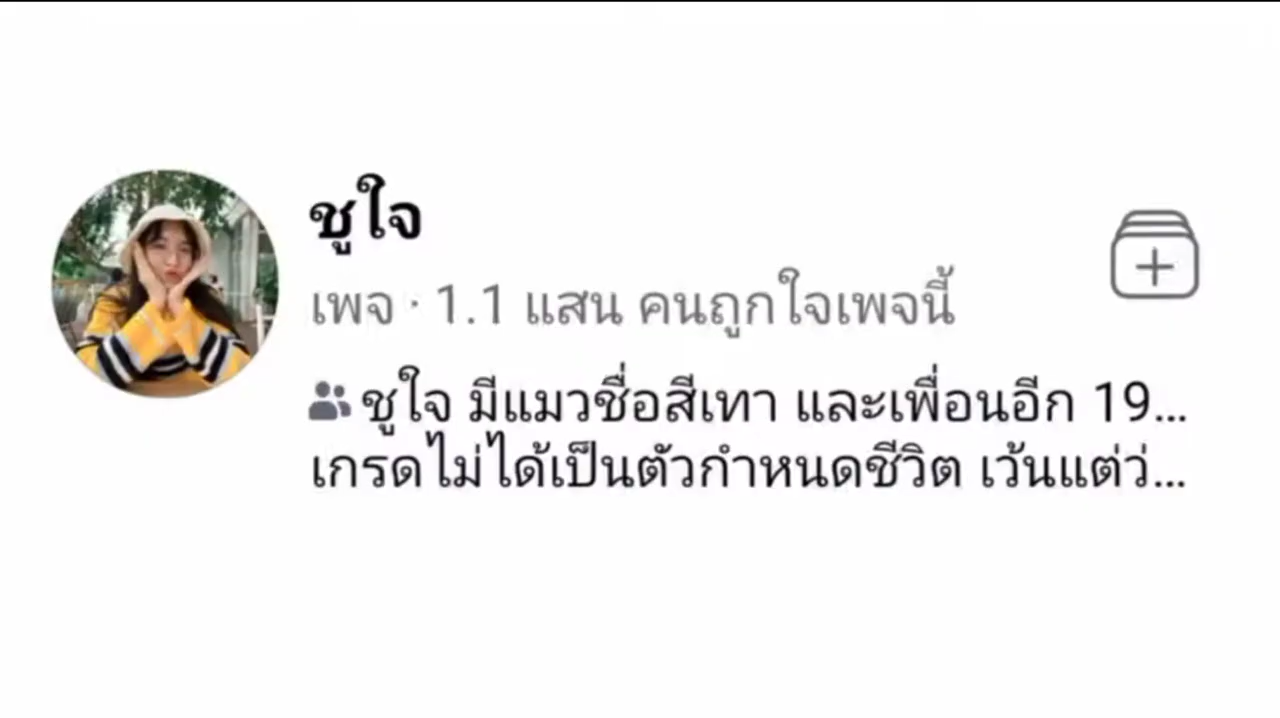 ชูใจ
เพจ · 1.1 แสน คนถูกใจเพจนี้
ชูใจ มีแมวชื่อสีเทา และเพื่อนอีก 19...
เกรดไม่ได้เป็นตัวกำหนดชีวิต เว้นแต่ว่...